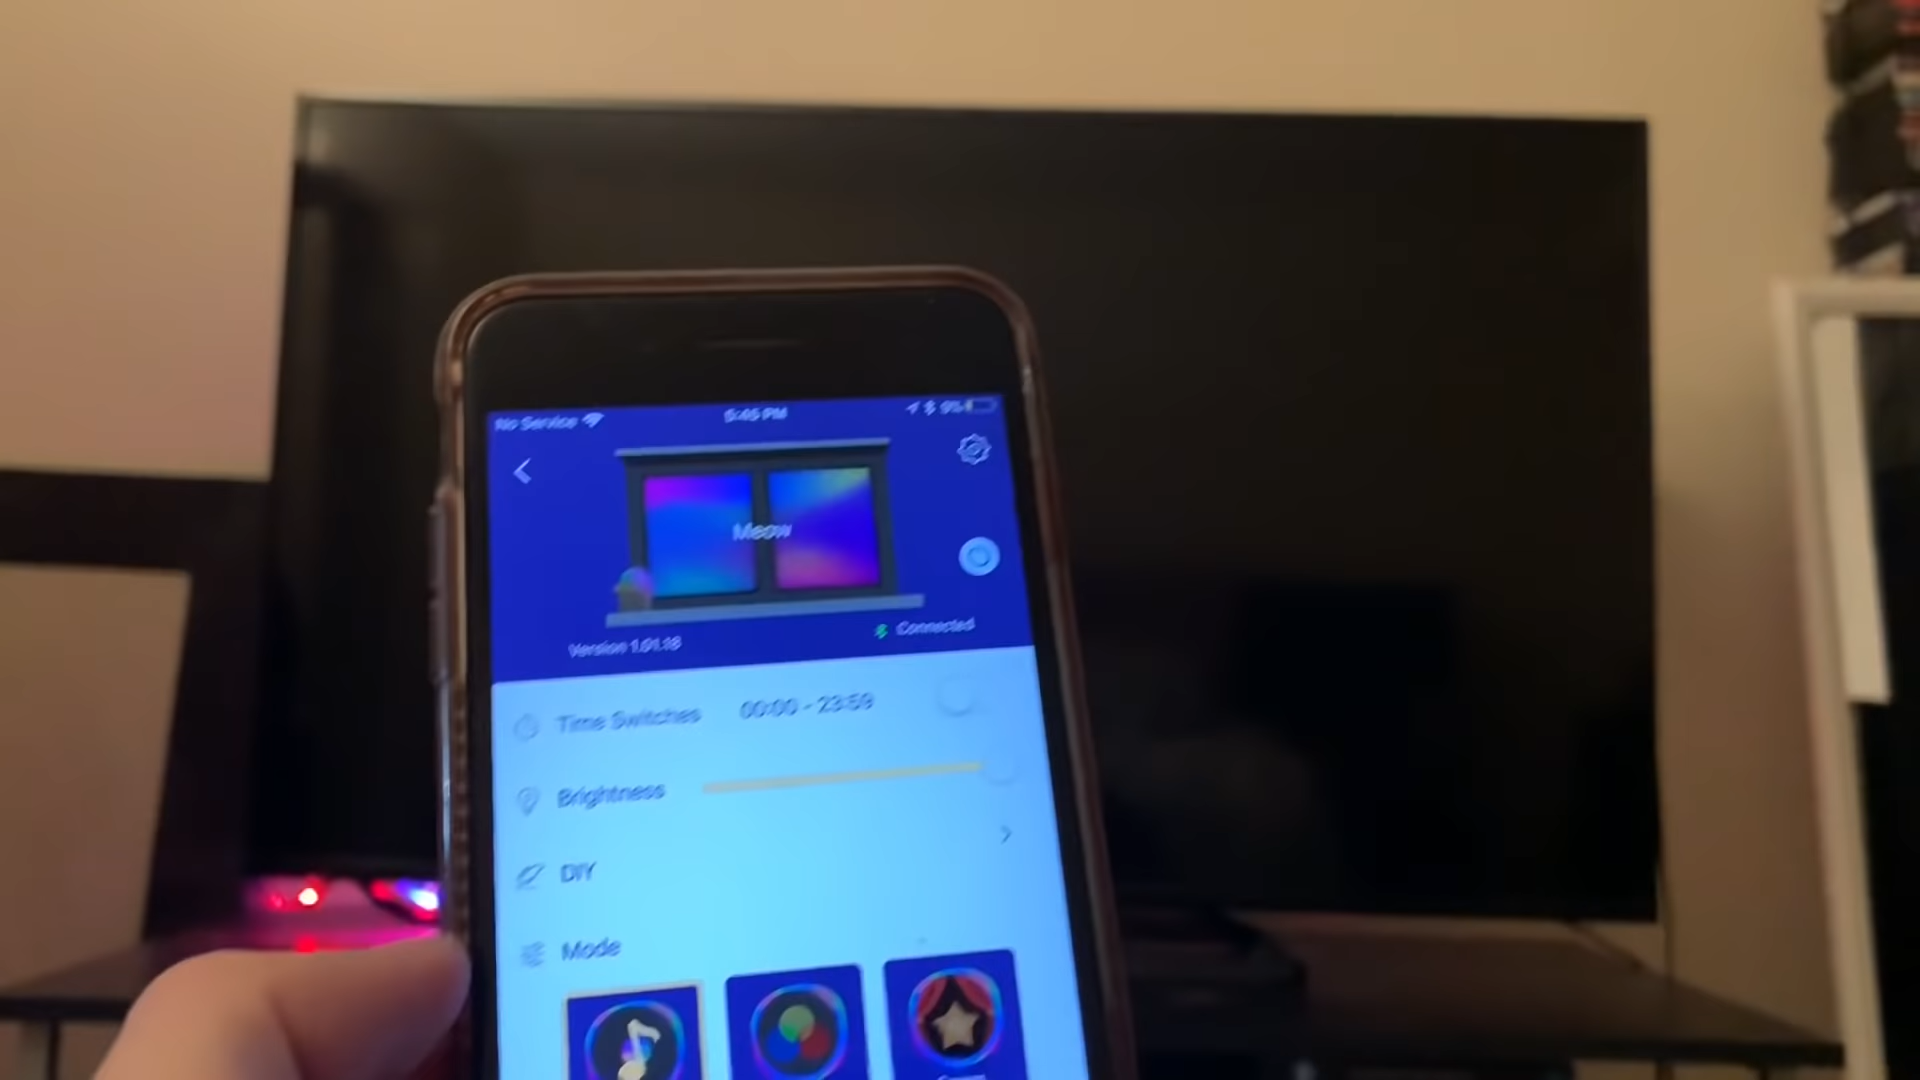 No Service
5:45 PM
9%
Meow
Version 1.01.18
Connected
Time Switches 00:00 - 23:59
Brightness
DIY
Mode